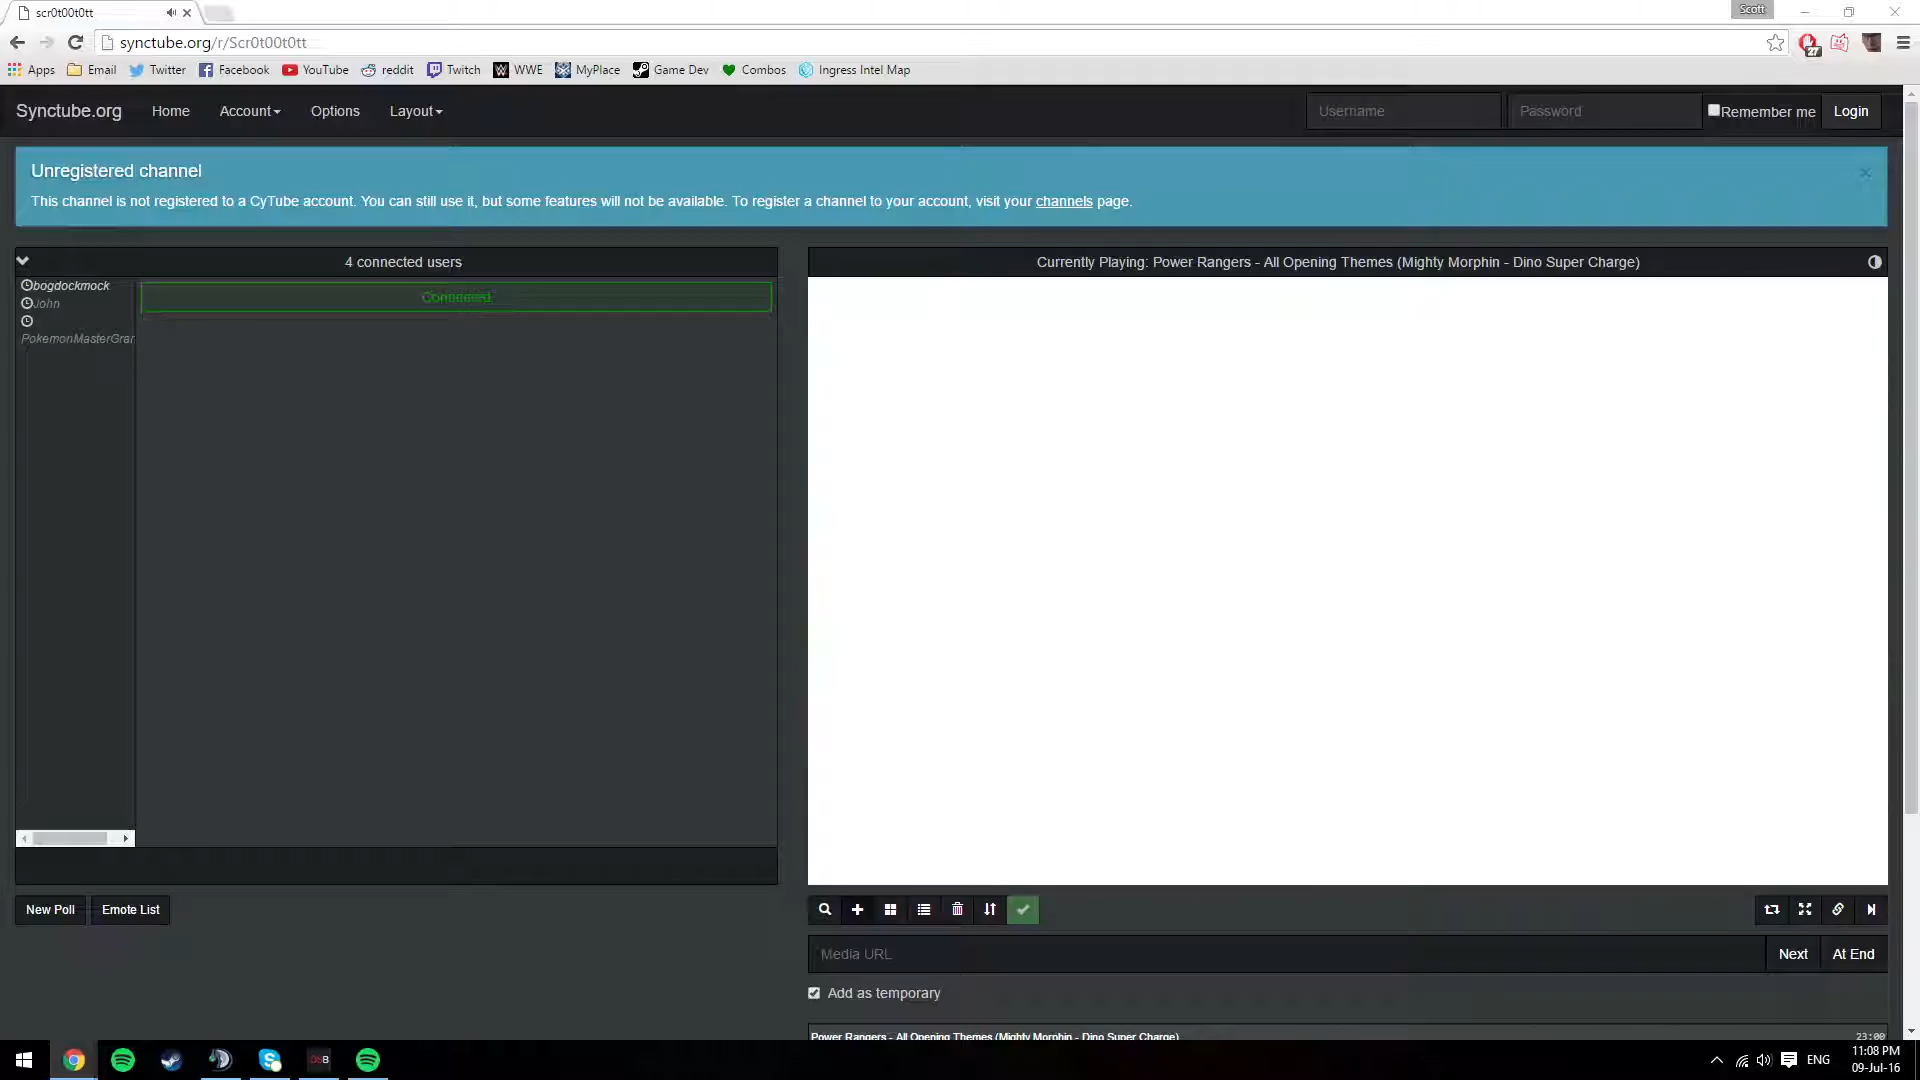 scr0t00t0tt
Scott
synctube.org/r/Scr0t00t0tt
27
Apps Email Twitter Facebook YouTube reddit Twitch WWE MyPlace Game Dev Combos Ingress Intel Map
Synctube.org Home Account Options Layout Username Password Remember me Login
Unregistered channel
This channel is not registered to a CyTube account. You can still use it, but some features will not be available. To register a channel to your account, visit your channels page.
4 connected users
bogdockmock
John
PokemonMasterGrar
Connected
Currently Playing: Power Rangers - All Opening Themes (Mighty Morphin - Dino Super Charge)
New Poll Emote List
Media URL Next At End
Add as temporary
Power Rangers - All Opening Themes (Mighty Morphin - Dino Super Charge) 23:00
DSB
ENG
11:08 PM
09-Jul-16